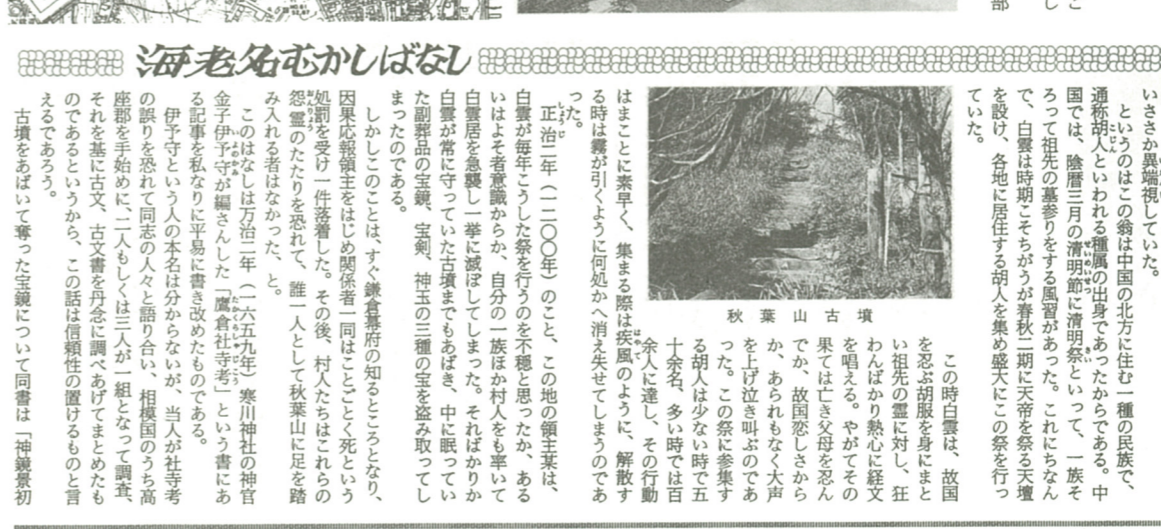 海老名むかしばなし
いささか異端視していた。
というのはこの翁は中国の北方に住む一種の民族で、
通称胡人といわれる種属の出身であったからである。中
国では、陰暦三月の清明節に清明祭といって、一族そ
ろって祖先の墓参りをする風習があった。これにちなん
で、白雲は時期こそちがうが春秋二期に天帝を祭る天壇
を設け、各地に居住する胡人を集め盛大にこの祭を行っ
ていた。
秋葉山古墳
この時白雲は、故国
を忍ぶ胡服を身にまと
い祖先の霊に対し、狂
わんばかり熱心に経文
を唱える。やがてその
果ては亡き父母を忍ん
でか、故国恋しさから
か、あられもなく大声
を上げ泣き叫ぶのであ
った。この祭に参集す
る胡人は少ない時で五
十余名、多い時では百
余人に達し、その行動
はまことに素早く、集まる際は疾風のように、解散す
る時は霧が引くように何処かへ消え失せてしまうのであ
った。
正治二年（一二〇〇年）のこと、この地の領主某は、
白雲が毎年こうした祭を行うのを不穏と思ったか、ある
いはよそ者意識からか、自分の一族ほか村人をも率いて
白雲居を急襲し一挙に滅ぼしてしまった。そればかりか
白雲が常に守っていた古墳までもあばき、中に眠ってい
た副葬品の宝鏡、宝剣、神玉の三種の宝を盗み取ってし
まったのである。
しかしこのことは、すぐ鎌倉幕府の知るところとなり、
因果応報領主をはじめ関係者一同はことごとく死という
処罰を受け一件落着した。その後、村人たちはこれらの
怨霊のたたりを恐れて、誰一人として秋葉山に足を踏
み入れる者はなかった、と。
このはなしは万治二年（一六五九年）寒川神社の神官
金子伊予守が編さんした「鷹倉社寺考」という書にあ
る記事を私なりに平易に書き改めたものである。
伊予守という人の本名は分からないが、当人が社寺考
の誤りを恐れて同志の人々と語り合い、相模国のうち高
座郡を手始めに、二人もしくは三人が一組となって調査、
それを基に古文、古文書を丹念に調べあげてまとめたも
のであるというから、この話は信頼性の置けるものと言
えるであろう。
古墳をあばいて奪った宝鏡について同書は「神鏡景初